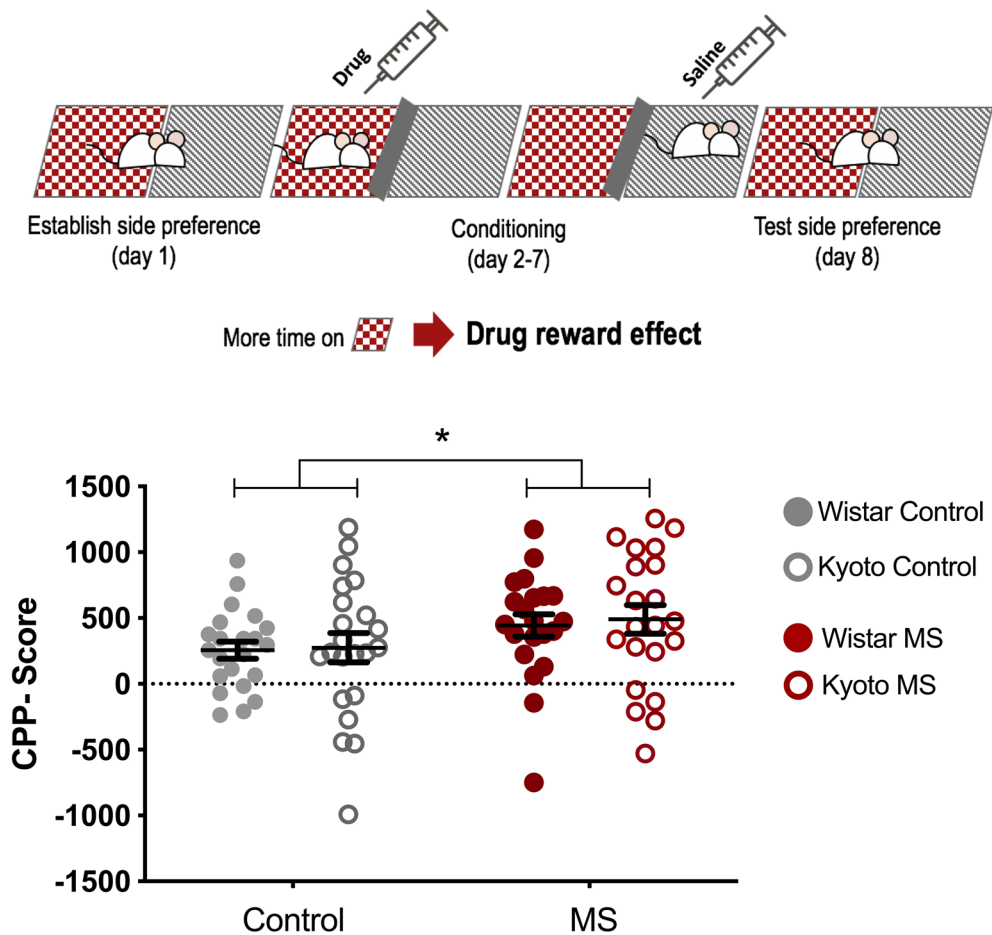 Drug
Saline
Establish side preference
(day 1)
Conditioning
(day 2-7)
Test side preference
(day 8)
More time on
Drug reward effect
*
1500
1000
500
0
-500
-1000
-1500
CPP- Score
Control
MS
Wistar Control
Kyoto Control
Wistar MS
Kyoto MS